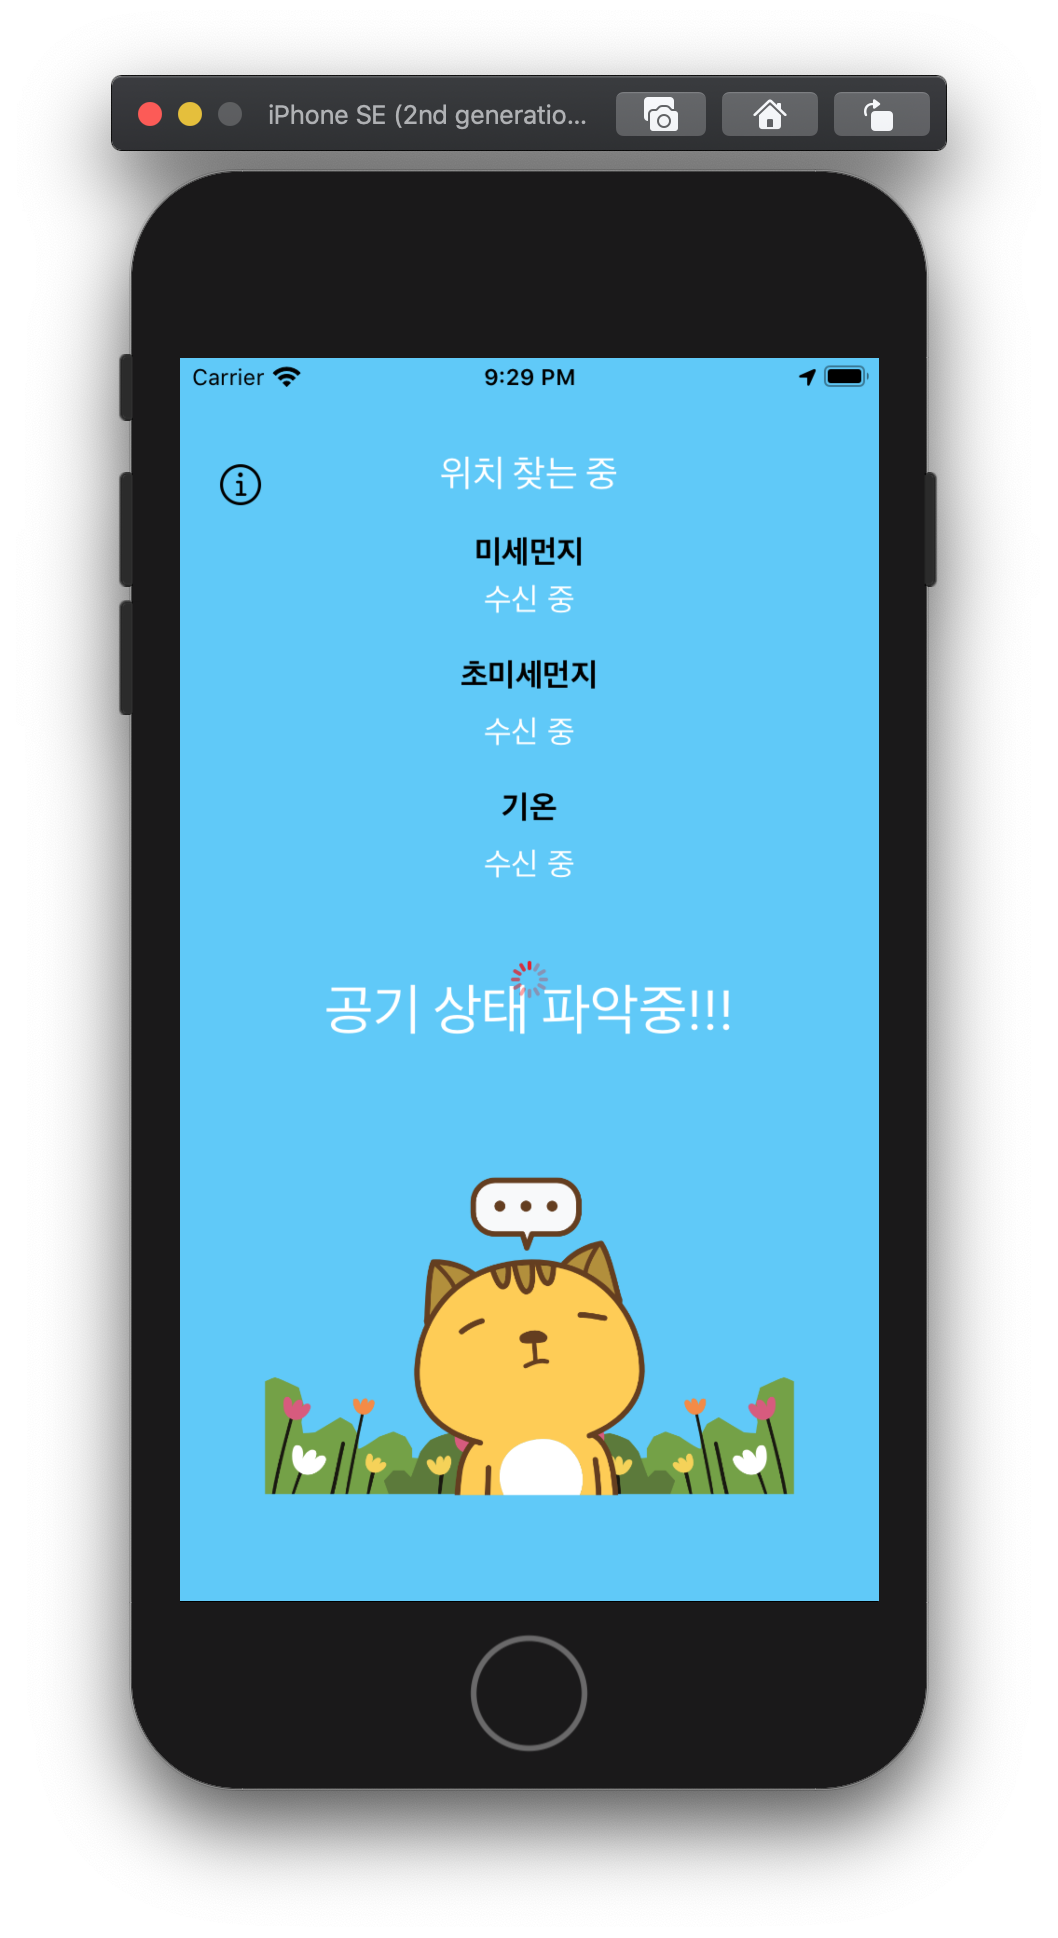 iPhone SE (2nd generatio...
Carrier 9:29 PM
위치 찾는 중
미세먼지
수신 중
초미세먼지
수신 중
기온
수신 중
공기 상태 파악중!!!